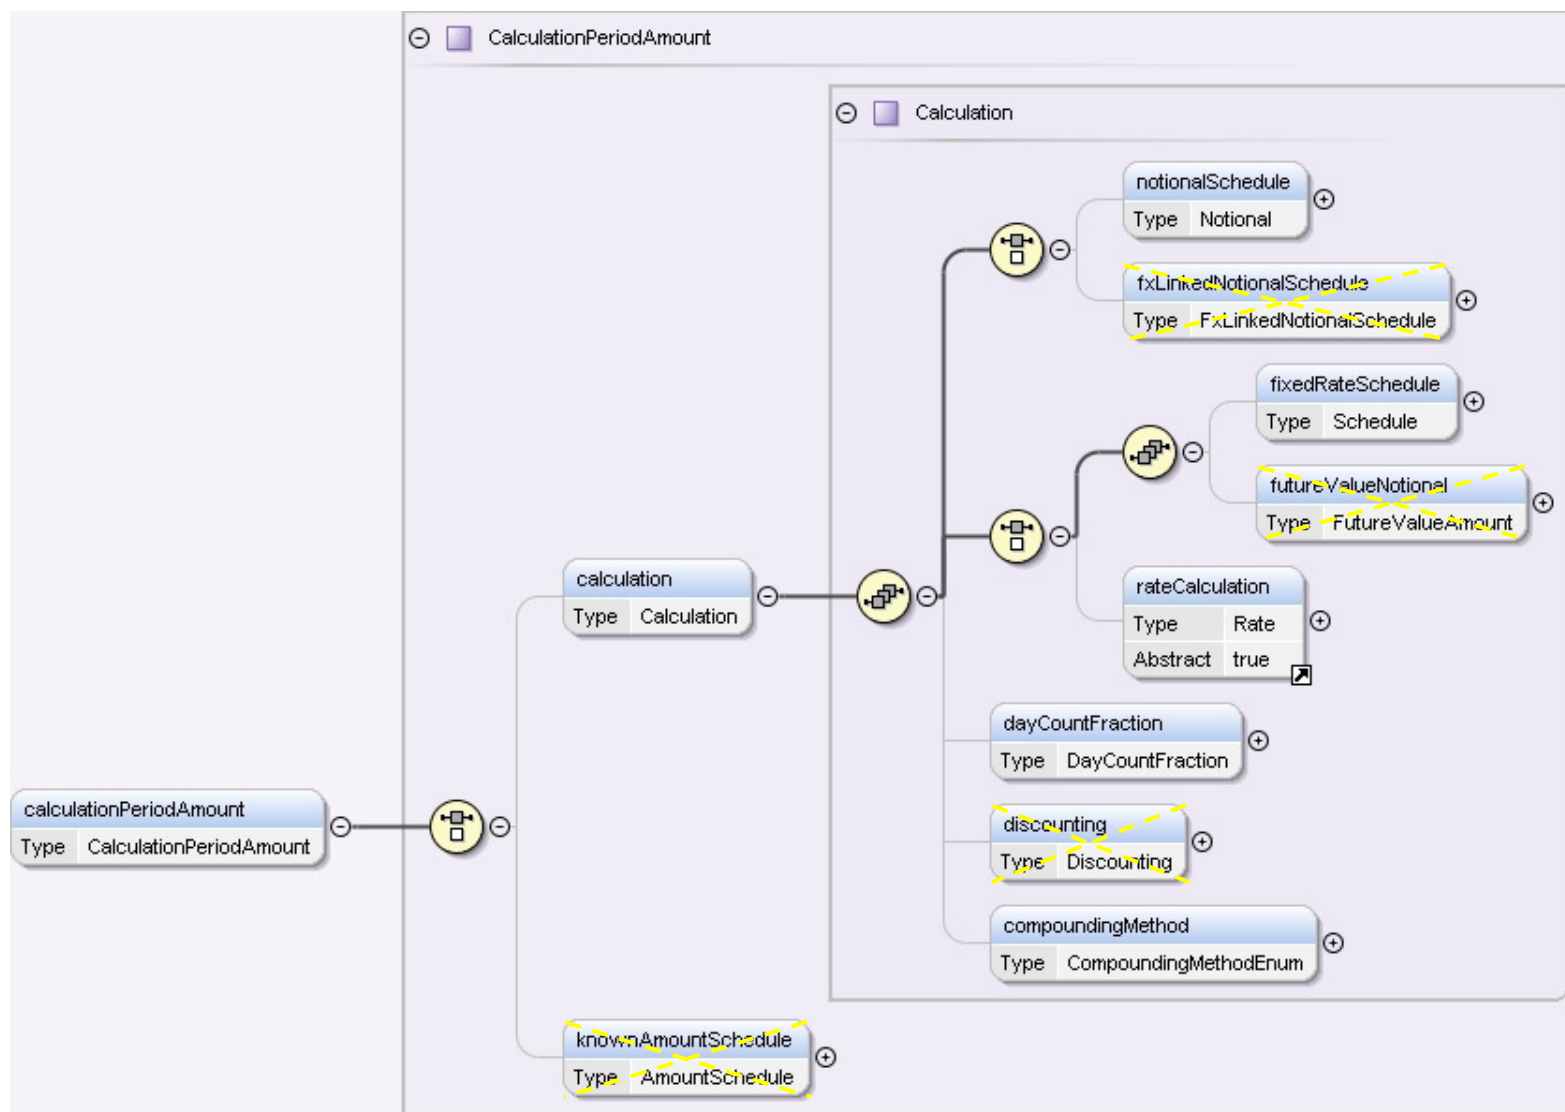 CalculationPeriodAmount
Calculation
notionalSchedule
Type Notional
fxLinkedNotionalSchedule
Type FxLinkedNotionalSchedule
fixedRateSchedule
Type Schedule
futureValueNotional
Type FutureValueAmount
calculation
Type Calculation
rateCalculation
Type Rate
Abstract true
dayCountFraction
Type DayCountFraction
calculationPeriodAmount
Type CalculationPeriodAmount
discounting
Type Discounting
compoundingMethod
Type CompoundingMethodEnum
knownAmountSchedule
Type AmountSchedule